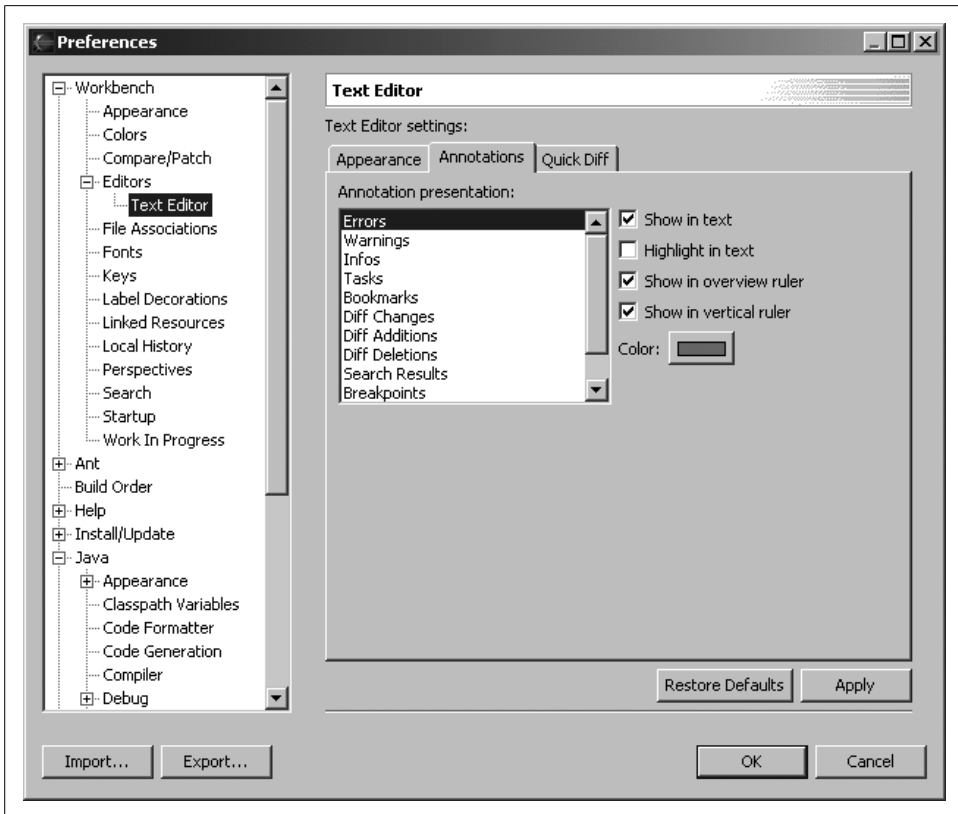 Preferences
Workbench
Appearance
Colors
Compare/Patch
Editors
Text Editor
File Associations
Fonts
Keys
Label Decorations
Linked Resources
Local History
Perspectives
Search
Startup
Work In Progress
Ant
Build Order
Help
Install/Update
Java
Appearance
Classpath Variables
Code Formatter
Code Generation
Compiler
Debug
Text Editor
Text Editor settings:
Appearance Annotations Quick Diff
Annotation presentation:
Errors
Warnings
Infos
Tasks
Bookmarks
Diff Changes
Diff Additions
Diff Deletions
Search Results
Breakpoints
Show in text
Highlight in text
Show in overview ruler
Show in vertical ruler
Color:
Restore Defaults Apply
Import... Export... OK Cancel